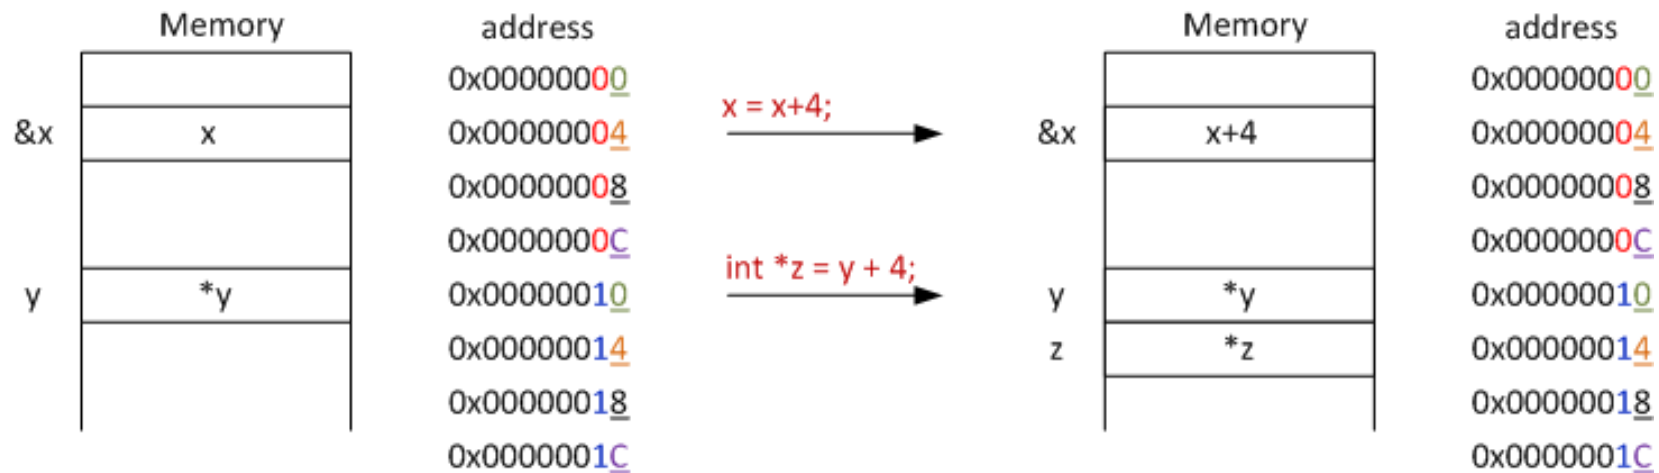 Memory address
0x00000000
&x x 0x00000004
0x00000008
0x0000000C
y *y 0x00000010
0x00000014
0x00000018
0x0000001C
x = x+4;
int *z = y + 4;
Memory address
0x00000000
&x x+4 0x00000004
0x00000008
0x0000000C
y *y 0x00000010
z *z 0x00000014
0x00000018
0x0000001C